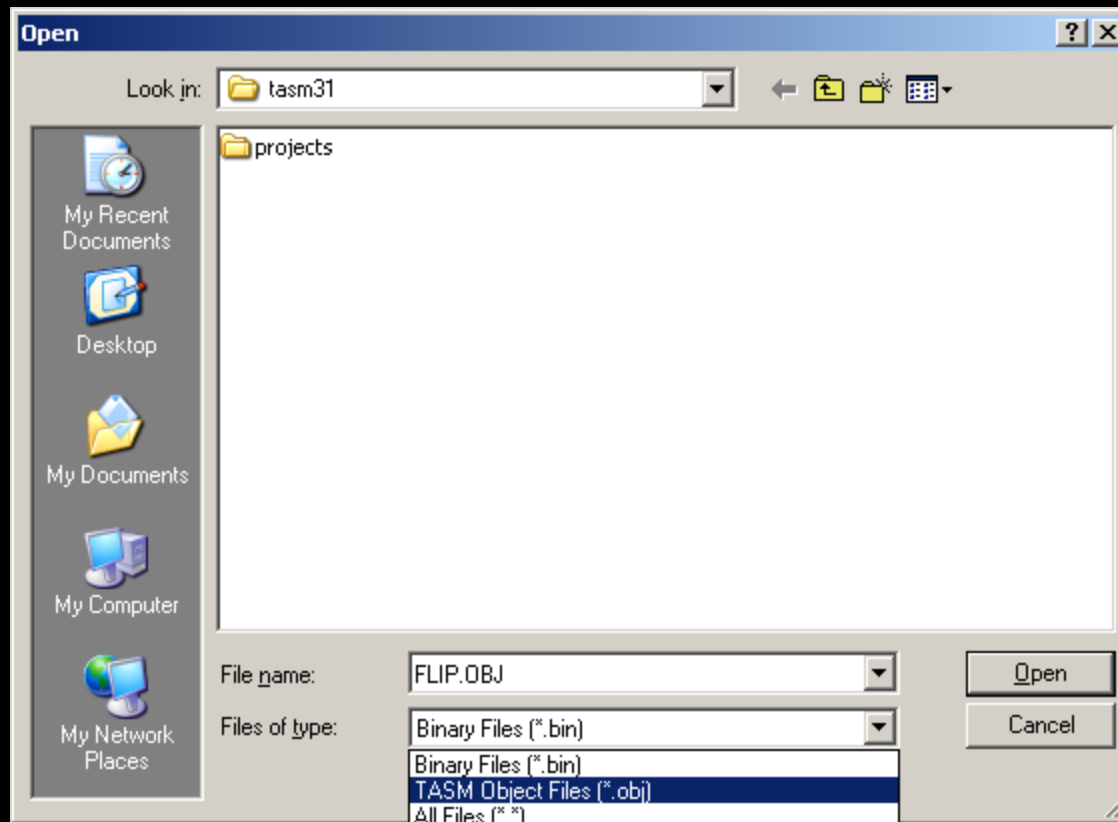 Open
Look in: tasm31
projects
My Recent
Documents
Desktop
My Documents
My Computer
My Network
Places
File name: FLIP.OBJ Open
Files of type: Binary Files (*.bin) Cancel
Binary Files (*.bin)
TASM Object Files (*.obj)
All Files (*.*)